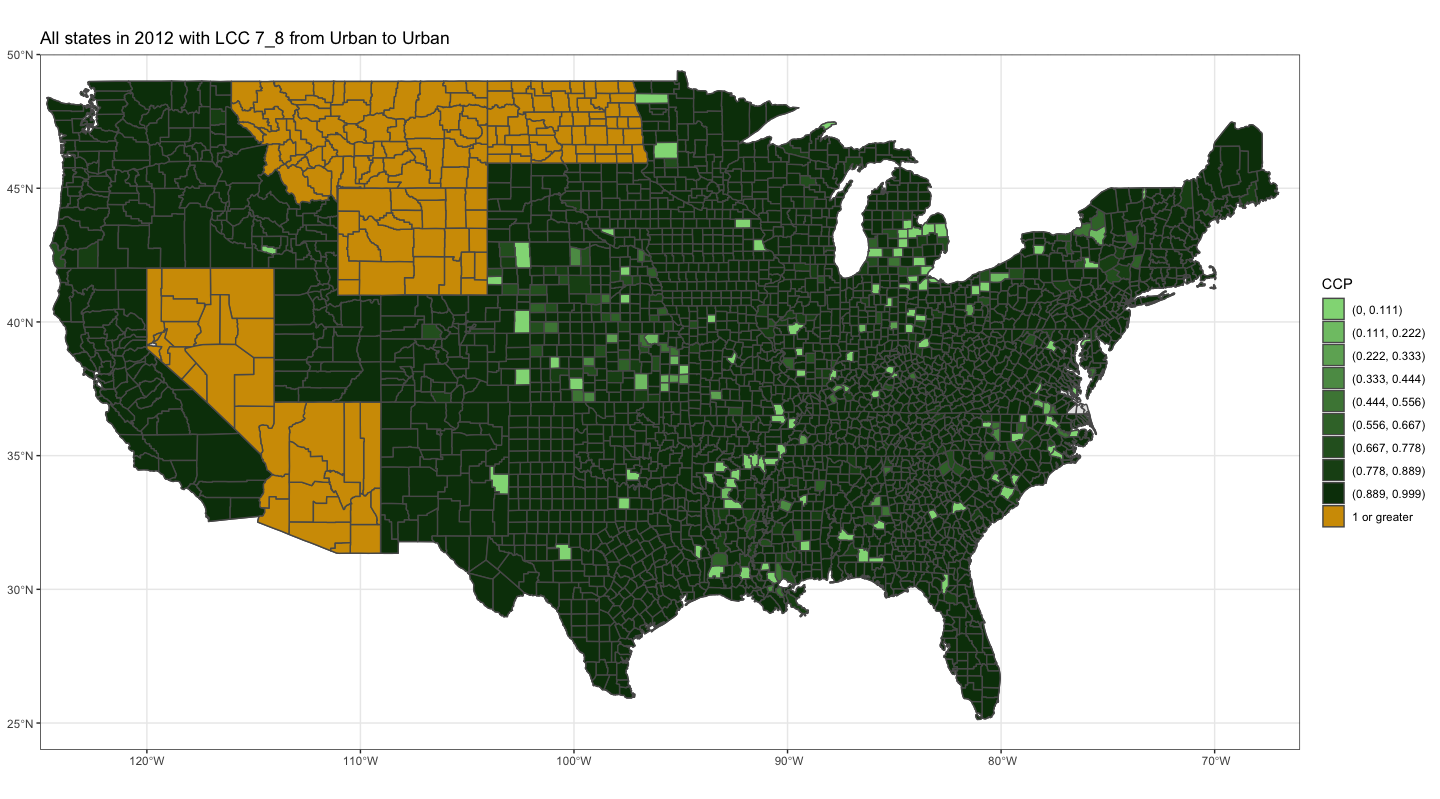 All states in 2012 with LCC 7_8 from Urban to Urban
50°N
45°N
40°N
35°N
30°N
25°N
120°W
110°W
100°W
90°W
80°W
70°W
CCP
(0, 0.111)
(0.111, 0.222)
(0.222, 0.333)
(0.333, 0.444)
(0.444, 0.556)
(0.556, 0.667)
(0.667, 0.778)
(0.778, 0.889)
(0.889, 0.999)
1 or greater